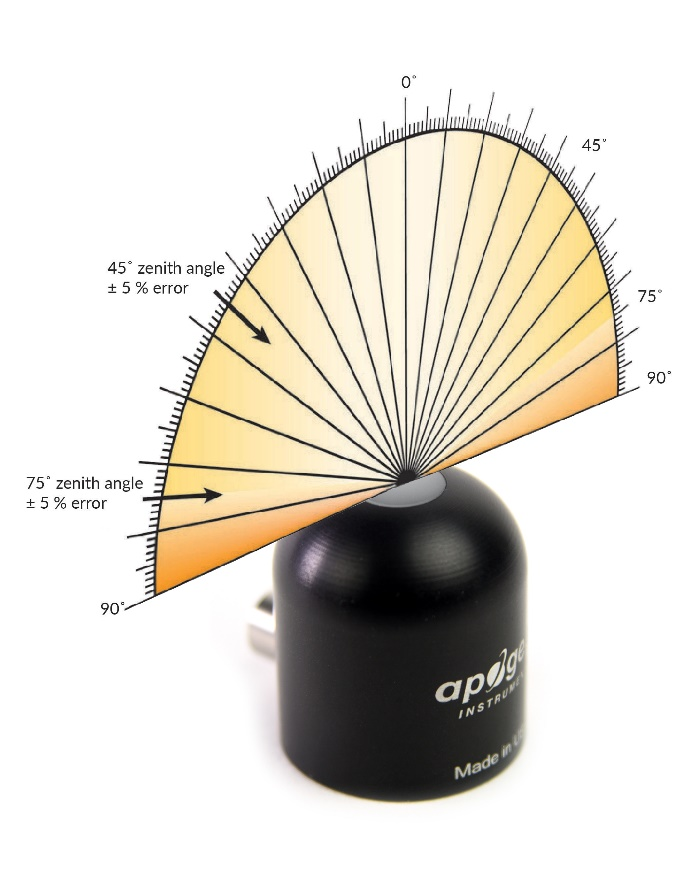 0°
45°
45° zenith angle
± 5 % error
75°
90°
75° zenith angle
± 5 % error
90°
Made in